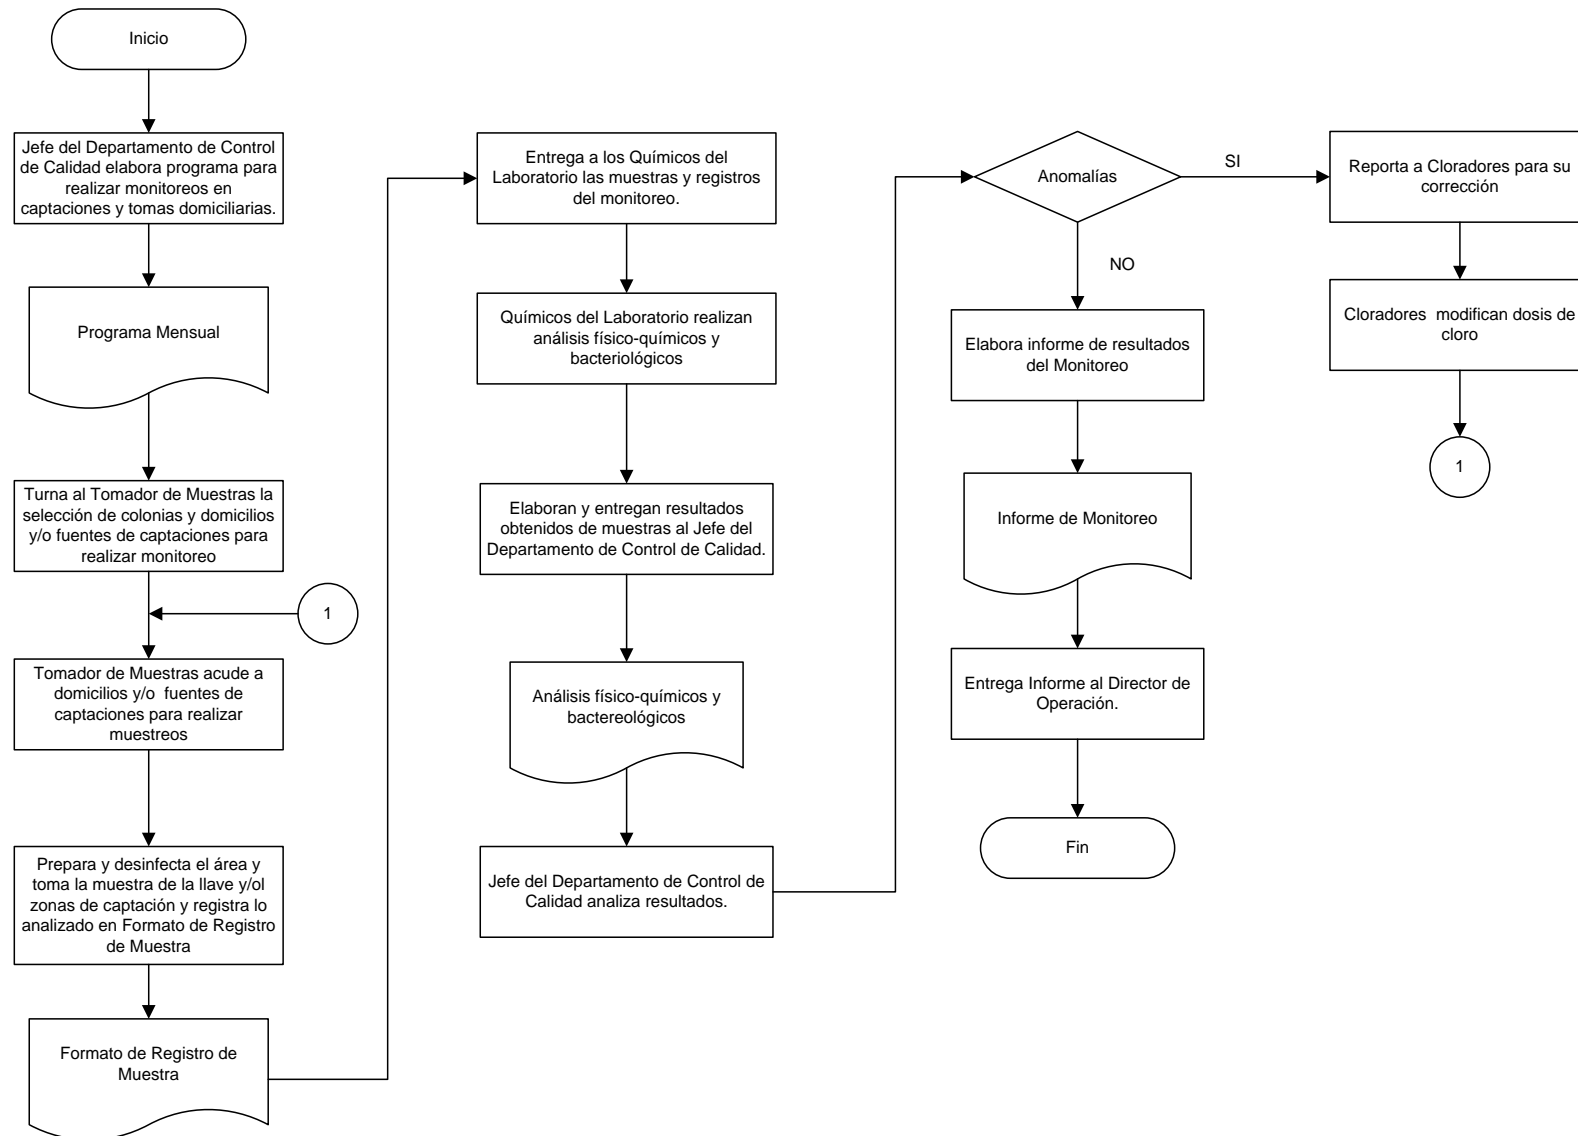 Inicio
Jefe del Departamento de Control
de Calidad elabora programa para
realizar monitoreos en
captaciones y tomas domiciliarias.
Programa Mensual
Turna al Tomador de Muestras la
selección de colonias y domicilios
y/o fuentes de captaciones para
realizar monitoreo
1
Tomador de Muestras acude a
domicilios y/o fuentes de
captaciones para realizar
muestreos
Prepara y desinfecta el área y
toma la muestra de la llave y/ol
zonas de captación y registra lo
analizado en Formato de Registro
de Muestra
Formato de Registro de
Muestra
Entrega a los Químicos del
Laboratorio las muestras y registros
del monitoreo.
Químicos del Laboratorio realizan
análisis físico-químicos y
bacteriológicos
Elaboran y entregan resultados
obtenidos de muestras al Jefe del
Departamento de Control de Calidad.
Análisis físico-químicos y
bactereológicos
Jefe del Departamento de Control de
Calidad analiza resultados.
Anomalías
SI
NO
Elabora informe de resultados
del Monitoreo
Informe de Monitoreo
Entrega Informe al Director de
Operación.
Fin
Reporta a Cloradores para su
corrección
Cloradores modifican dosis de
cloro
1